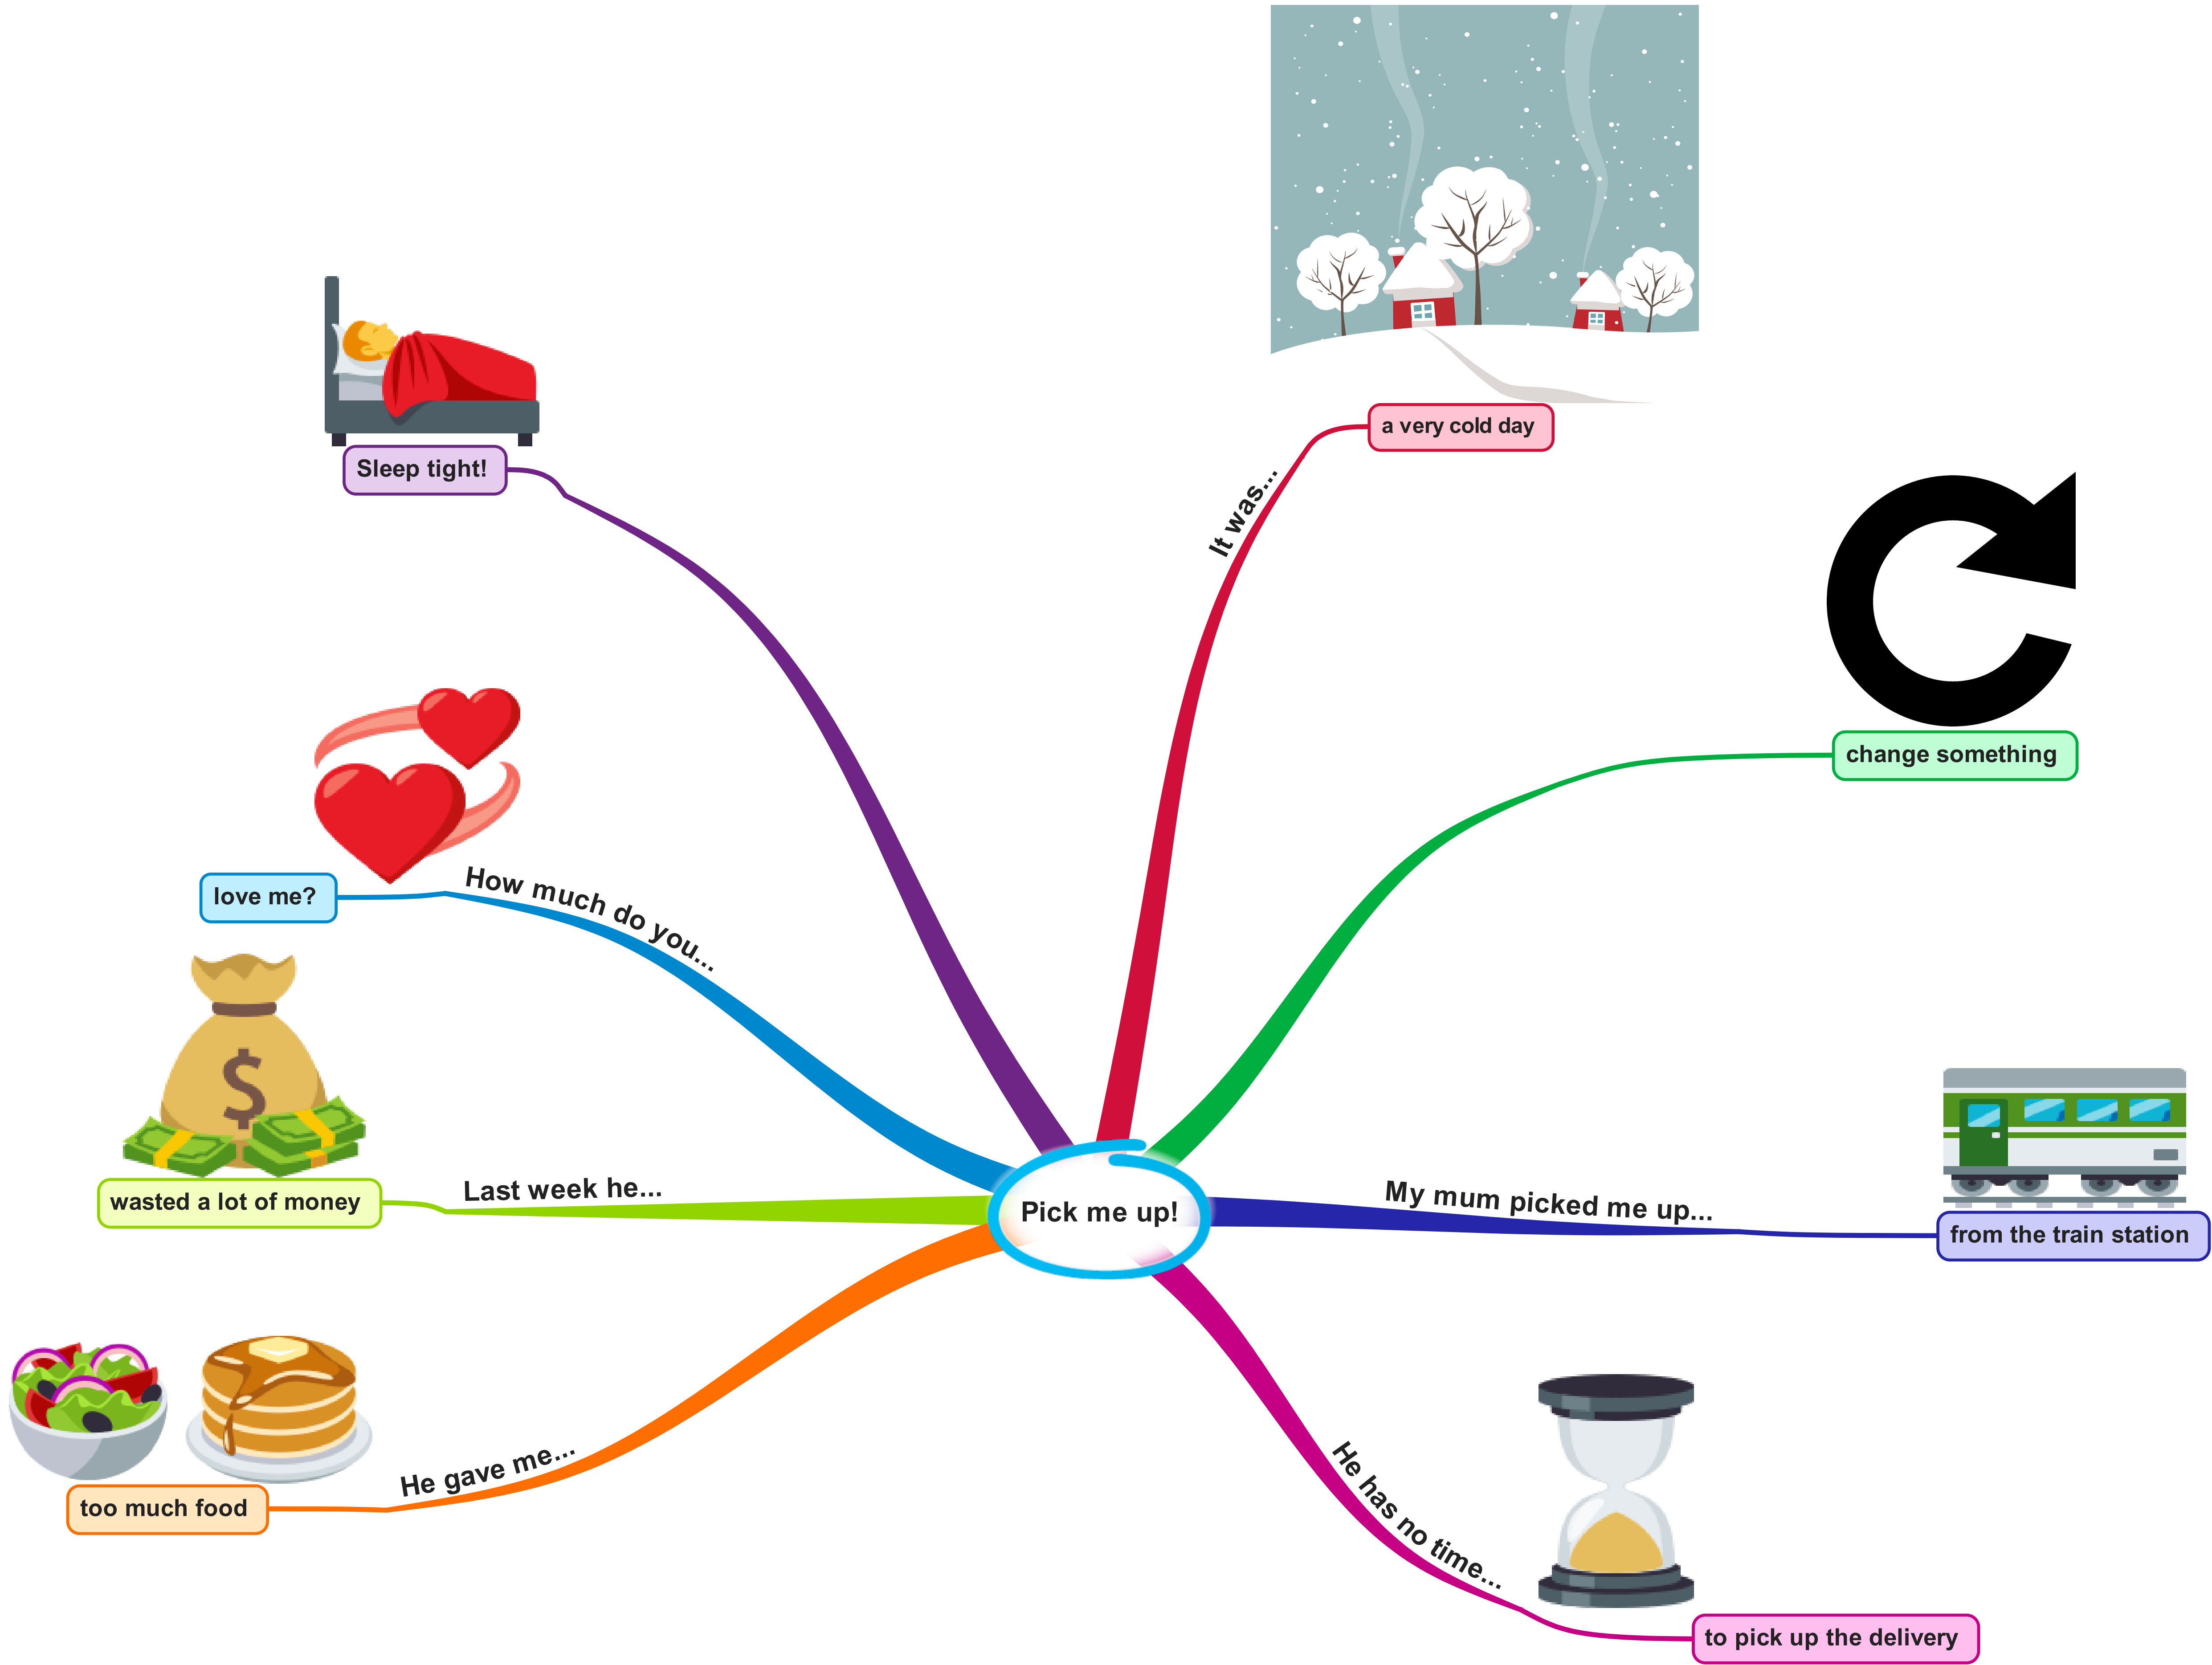 Pick me up!
It was...
a very cold day
change something
My mum picked me up...
from the train station
He has no time...
to pick up the delivery
He gave me...
too much food
Last week he...
wasted a lot of money
How much do you...
love me?
Sleep tight!
$